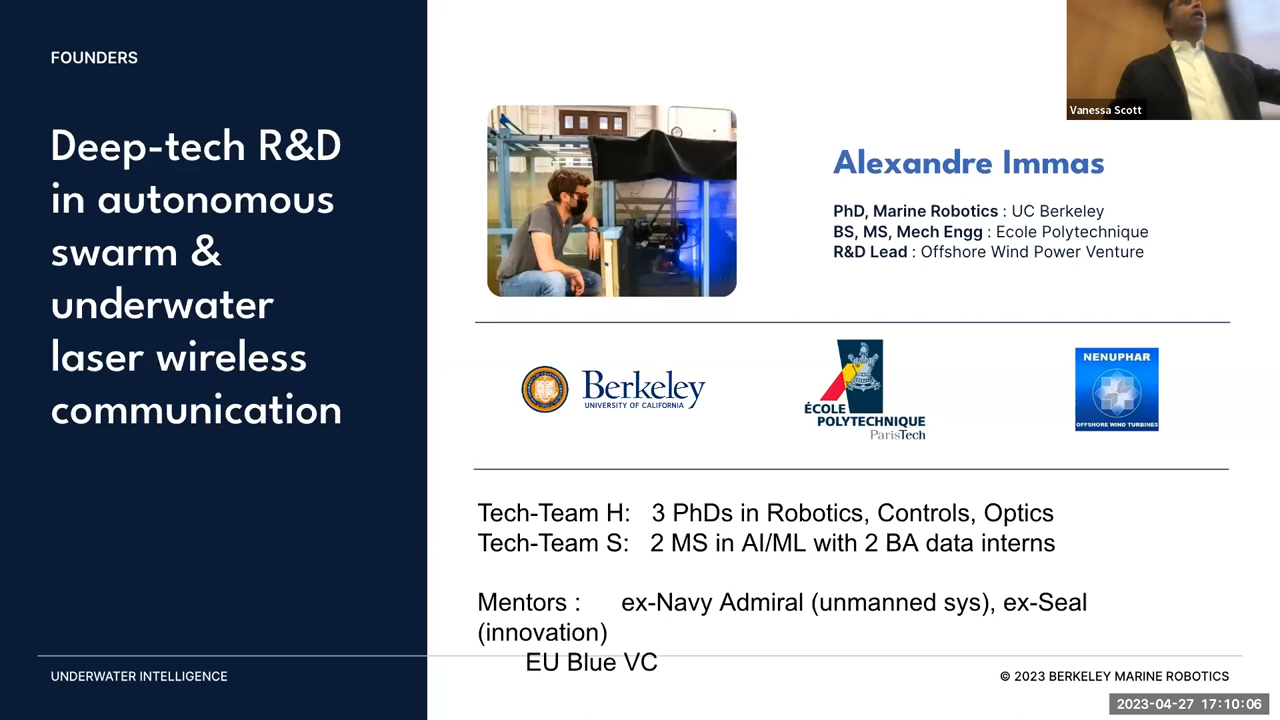 FOUNDERS
Deep-tech R&D
in autonomous
swarm &
underwater
laser wireless
communication
Vanessa Scott
Alexandre Immas
PhD, Marine Robotics : UC Berkeley
BS, MS, Mech Engg : Ecole Polytechnique
R&D Lead : Offshore Wind Power Venture
Berkeley
UNIVERSITY OF CALIFORNIA
ÉCOLE
POLYTECHNIQUE
ParisTech
NENUPHAR
OFFSHORE WIND TURBINES
Tech-Team H: 3 PhDs in Robotics, Controls, Optics
Tech-Team S: 2 MS in AI/ML with 2 BA data interns
Mentors : ex-Navy Admiral (unmanned sys), ex-Seal
(innovation)
EU Blue VC
UNDERWATER INTELLIGENCE
© 2023 BERKELEY MARINE ROBOTICS
2023-04-27 17:10:06